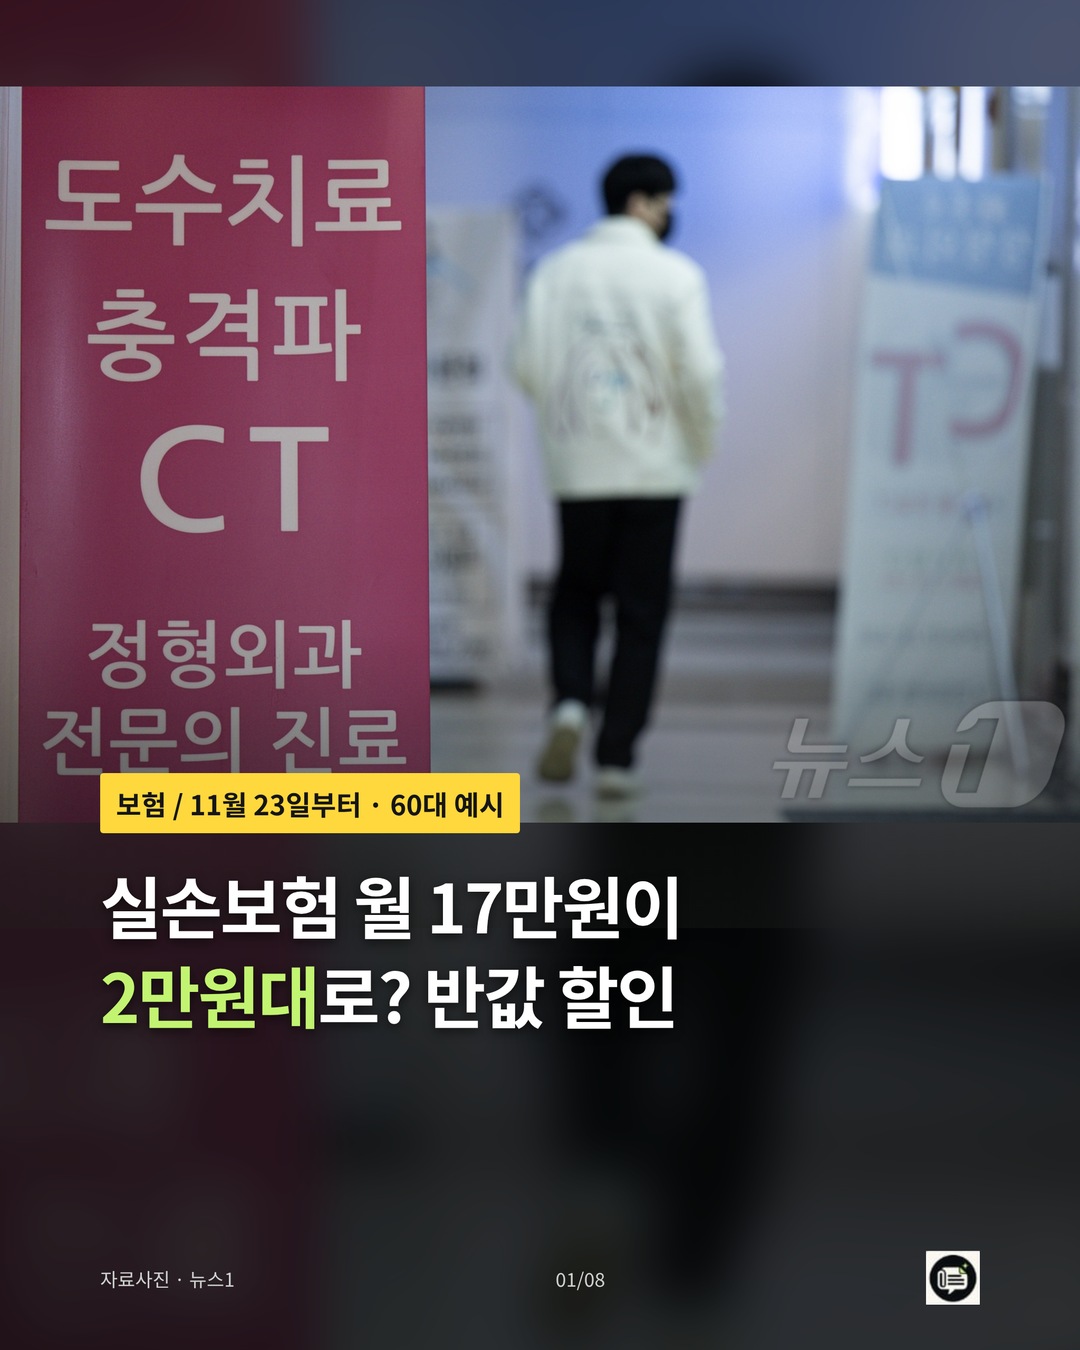 도수치료
충격파
CT
정형외과
전문의 진료
CT
뉴스1
보험 / 11월 23일부터 · 60대 예시
실손보험 월 17만원이
2만원대로? 반값 할인
자료사진 · 뉴스1
01/08